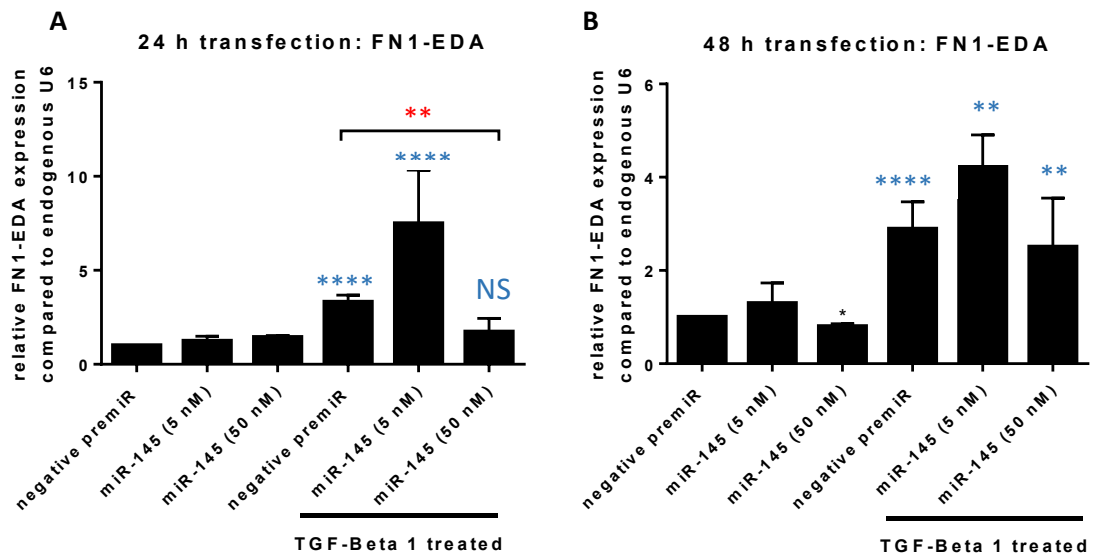 A
24 h transfection: FN1-EDA
relative FN1-EDA expression
compared to endogenous U6
15
10
5
0
**
****
****
NS
negative premiR
miR-145 (5 nM)
miR-145 (50 nM)
negative premiR
miR-145 (5 nM)
miR-145 (50 nM)
TGF-Beta 1 treated
B
48 h transfection: FN1-EDA
relative FN1-EDA expression
compared to endogenous U6
6
4
2
0
**
****
**
*
negative premiR
miR-145 (5 nM)
miR-145 (50 nM)
negative premiR
miR-145 (5 nM)
miR-145 (50 nM)
TGF-Beta 1 treated